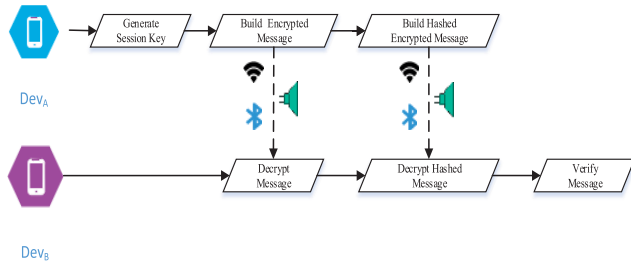 Generate
Session Key
Build Encrypted
Message
Build Hashed
Encrypted Message
DevA
Decrypt
Message
Decrypt Hashed
Message
Verify
Message
DevB